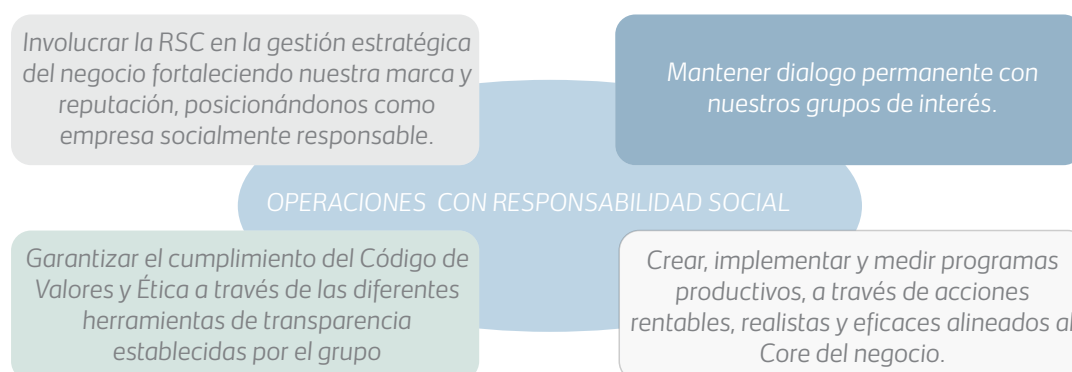 Involucrar la RSC en la gestión estratégica
del negocio fortaleciendo nuestra marca y
reputación, posicionándonos como
empresa socialmente responsable.
Mantener dialogo permanente con
nuestros grupos de interés.
OPERACIONES CON RESPONSABILIDAD SOCIAL
Garantizar el cumplimiento del Código de
Valores y Ética a través de las diferentes
herramientas de transparencia
establecidas por el grupo
Crear, implementar y medir programas
productivos, a través de acciones
rentables, realistas y eficaces alineados al
Core del negocio.